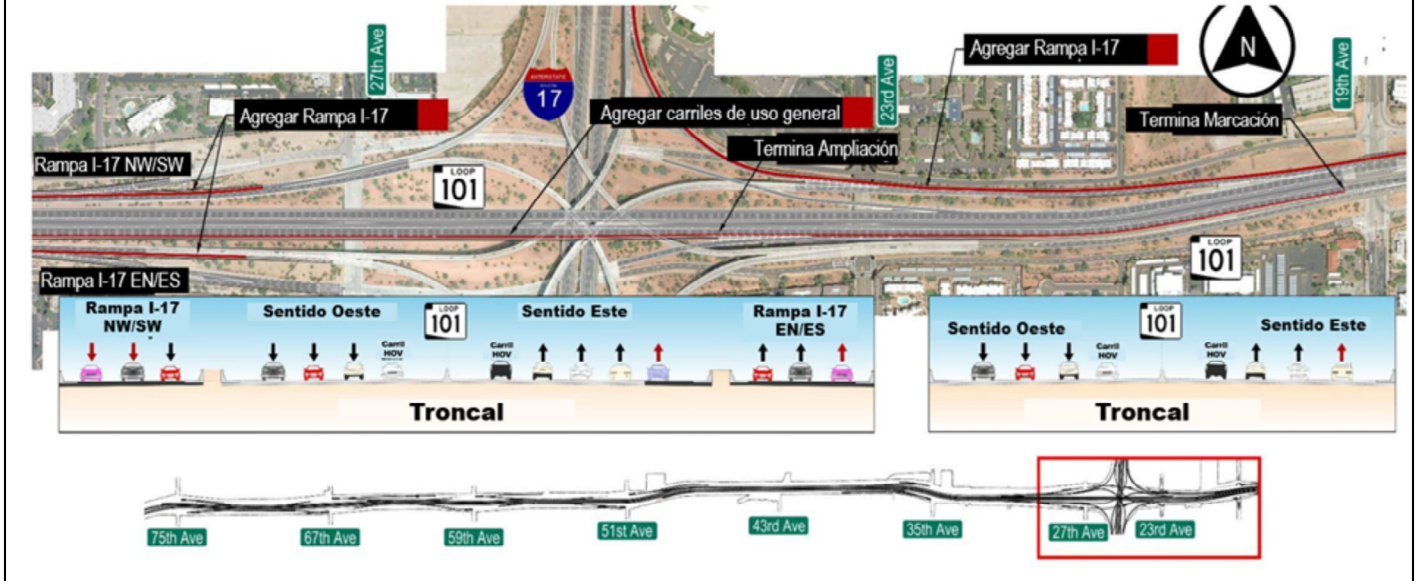 27th Ave
Agregar Rampa I-17
N
19th Ave
INTERSTATE
17
23rd Ave
Agregar Rampa I-17
Agregar carriles de uso general
Termina Marcación
Termina Ampliación
Rampa I-17 NW/SW
LOOP
101
LOOP
101
Rampa I-17 EN/ES
Rampa I-17
NW/SW
Sentido Oeste
Carril
HOV
LOOP
101
Sentido Este
Carril
HOV
Rampa I-17
EN/ES
Troncal
Sentido Oeste
Carril
HOV
LOOP
101
Sentido Este
Carril
HOV
Troncal
75th Ave
67th Ave
59th Ave
51st Ave
43rd Ave
35th Ave
27th Ave
23rd Ave